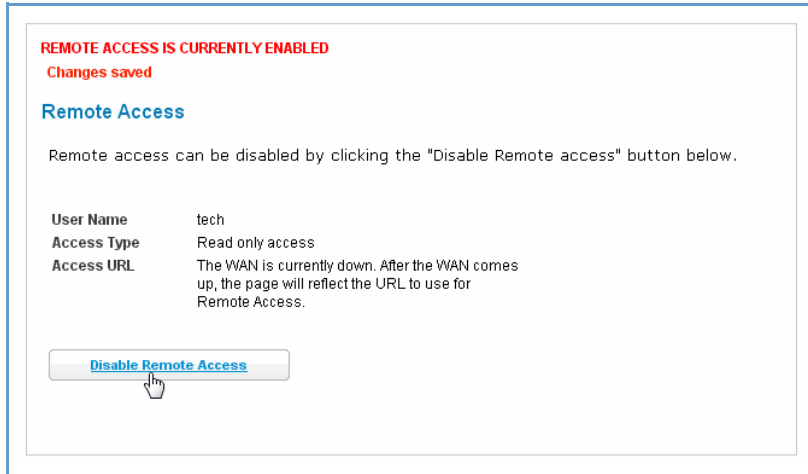 REMOTE ACCESS IS CURRENTLY ENABLED
Changes saved
Remote Access
Remote access can be disabled by clicking the "Disable Remote access" button below.
User Name tech
Access Type Read only access
Access URL The WAN is currently down. After the WAN comes
up, the page will reflect the URL to use for
Remote Access.
Disable Remote Access